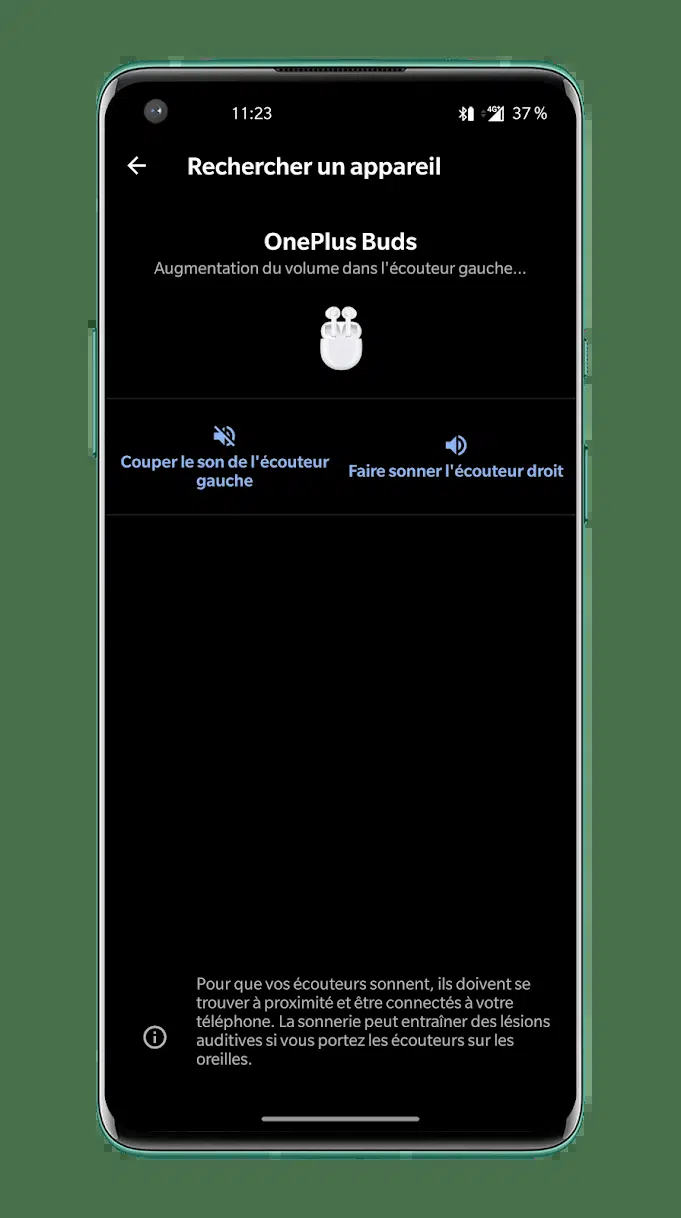 11:23
4G+ 37 %
Rechercher un appareil
OnePlus Buds
Augmentation du volume dans l'écouteur gauche...
Couper le son de l'écouteur
gauche
Faire sonner l'écouteur droit
Pour que vos écouteurs sonnent, ils doivent se
trouver à proximité et être connectés à votre
téléphone. La sonnerie peut entraîner des lésions
auditives si vous portez les écouteurs sur les
oreilles.